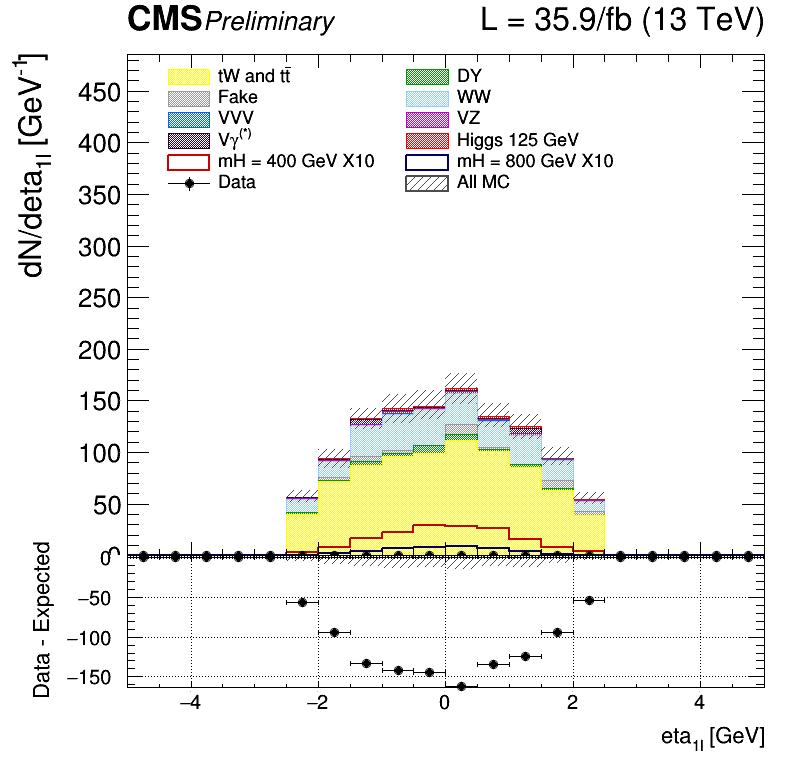 CMS Preliminary L = 35.9/fb (13 TeV)
dN/deta1l [GeV-1]
tW and tt̄ DY
Fake WW
VVV VZ
Vγ(*) Higgs 125 GeV
mH = 400 GeV X10 mH = 800 GeV X10
Data All MC
450
400
350
300
250
200
150
100
50
0
Data - Expected
0
−50
−100
−150
−4 −2 0 2 4
eta1l [GeV]